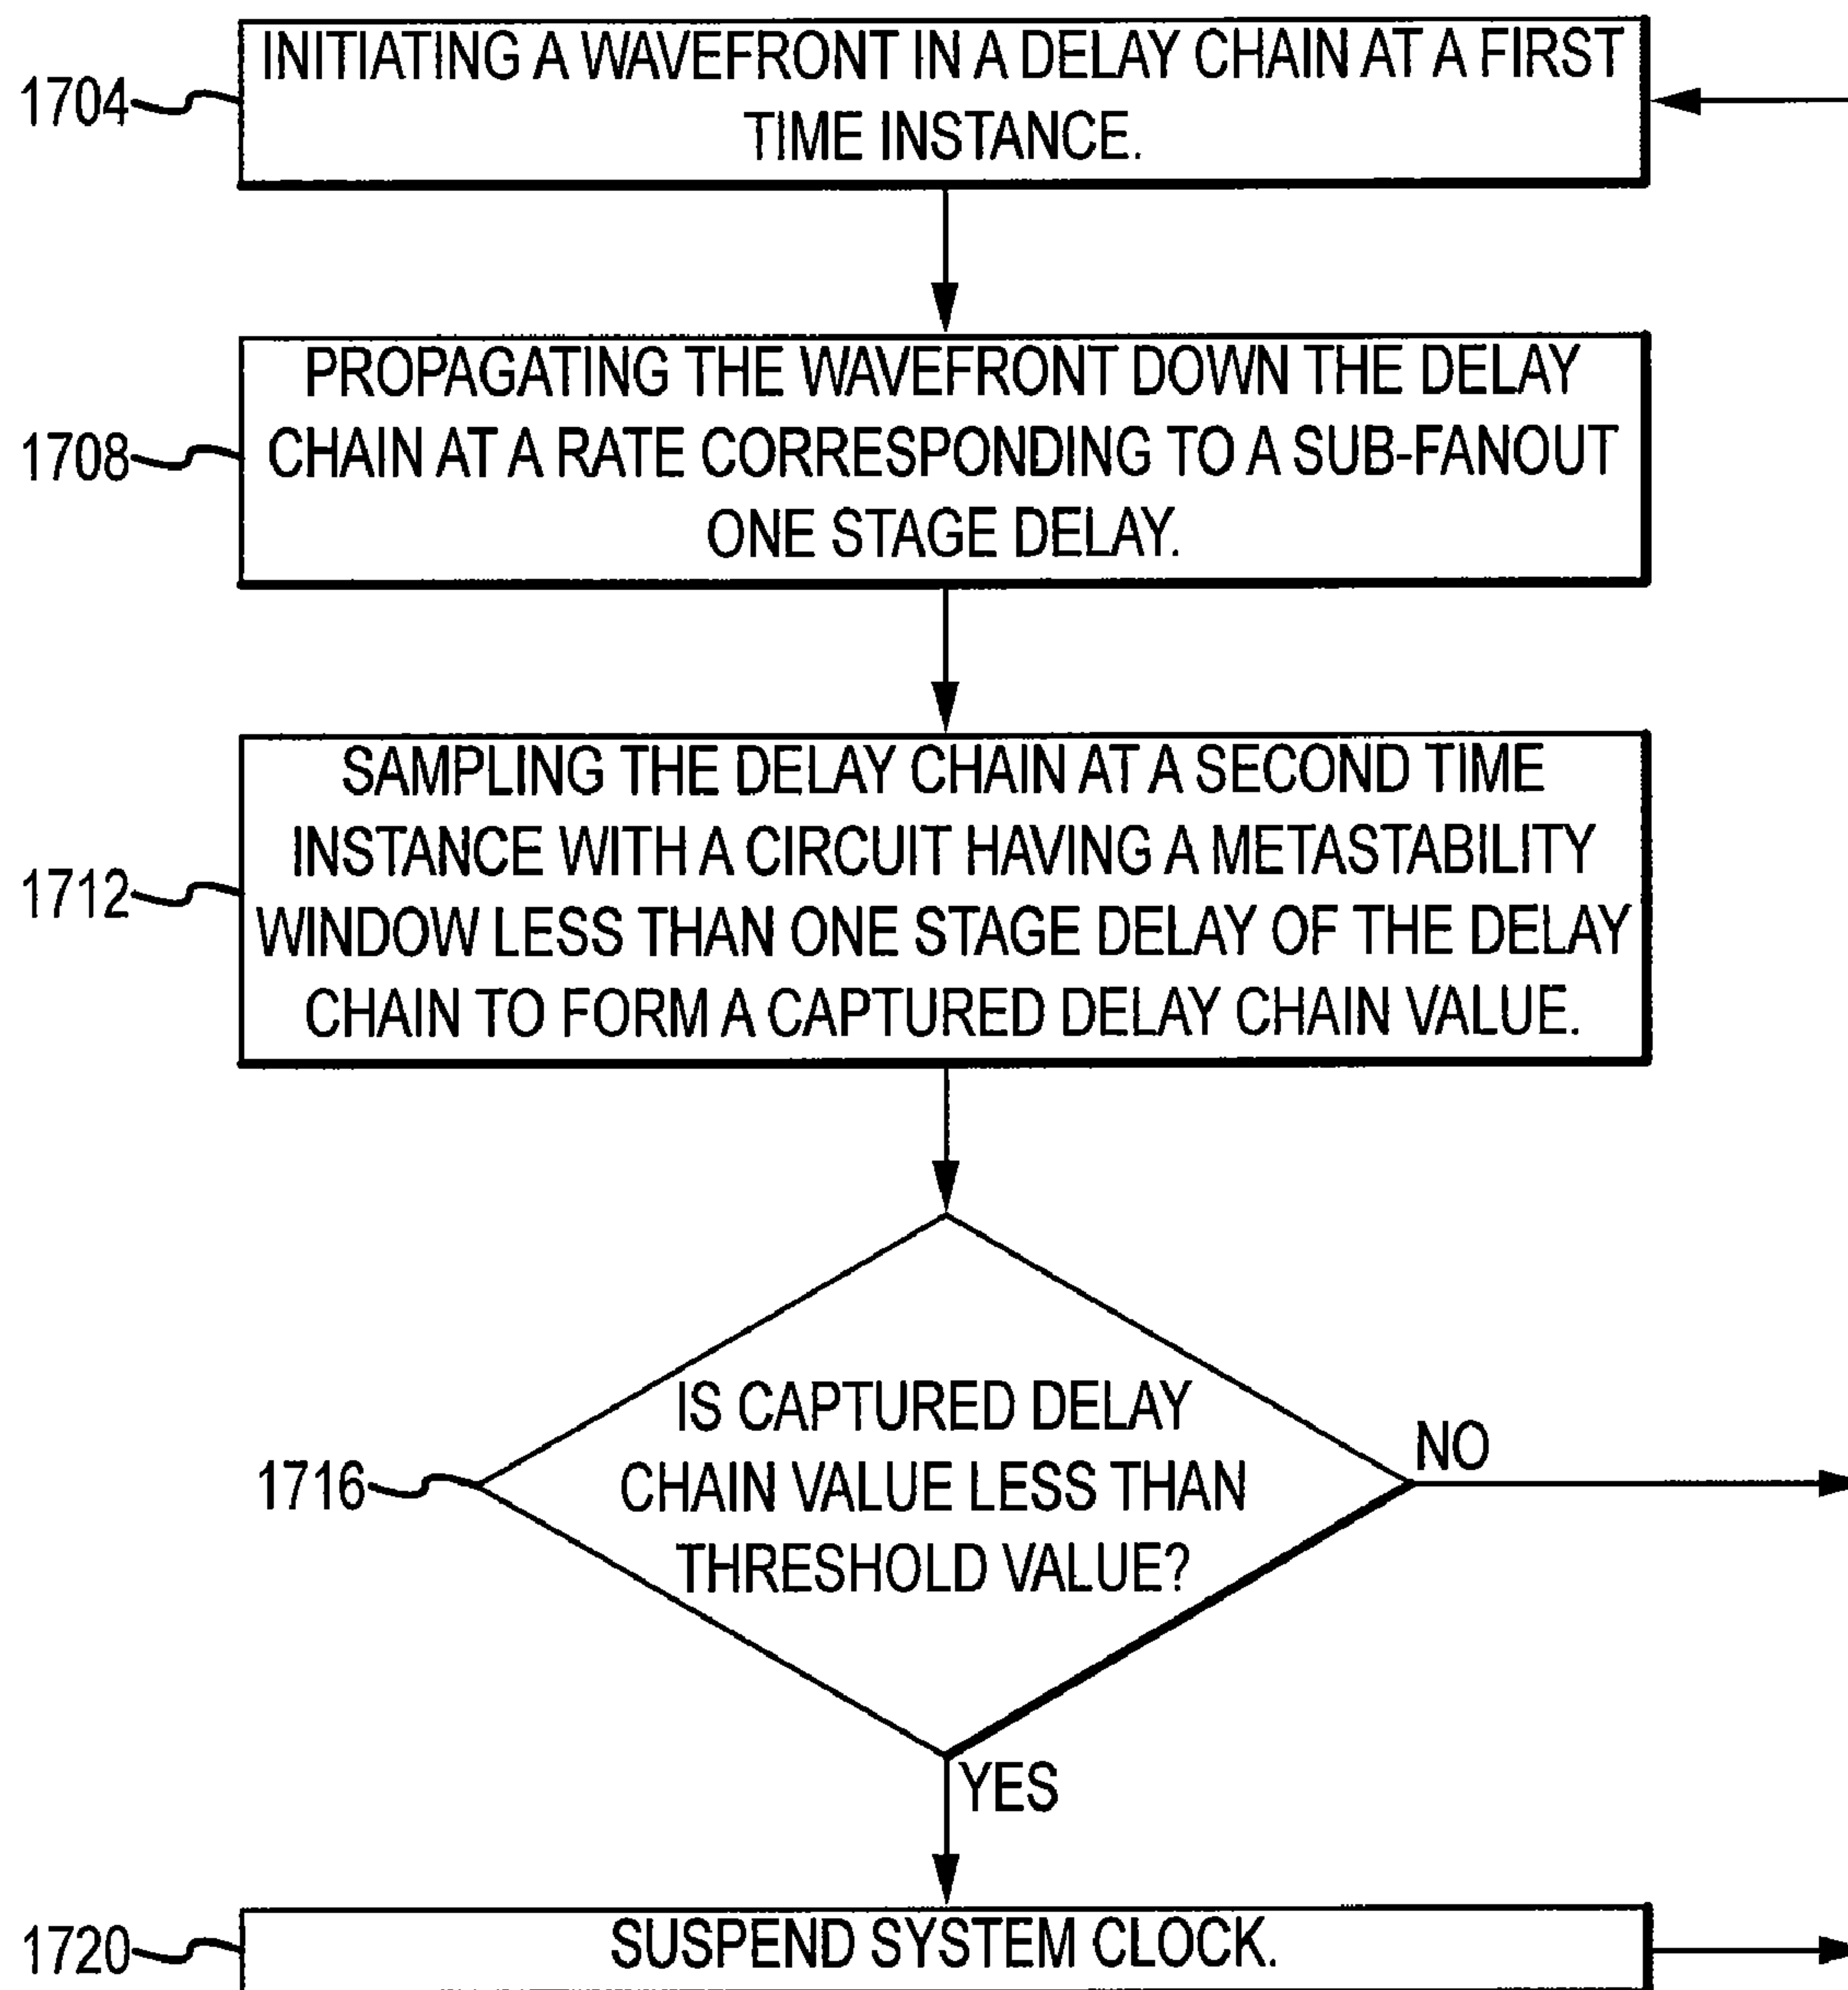 INITIATING A WAVEFRONT IN A DELAY CHAIN AT A FIRST
TIME INSTANCE.
1704
PROPAGATING THE WAVEFRONT DOWN THE DELAY
CHAIN AT A RATE CORRESPONDING TO A SUB-FANOUT
ONE STAGE DELAY.
1708
SAMPLING THE DELAY CHAIN AT A SECOND TIME
INSTANCE WITH A CIRCUIT HAVING A METASTABILITY
WINDOW LESS THAN ONE STAGE DELAY OF THE DELAY
CHAIN TO FORM A CAPTURED DELAY CHAIN VALUE.
1712
IS CAPTURED DELAY
CHAIN VALUE LESS THAN
THRESHOLD VALUE?
1716
NO
YES
SUSPEND SYSTEM CLOCK.
1720